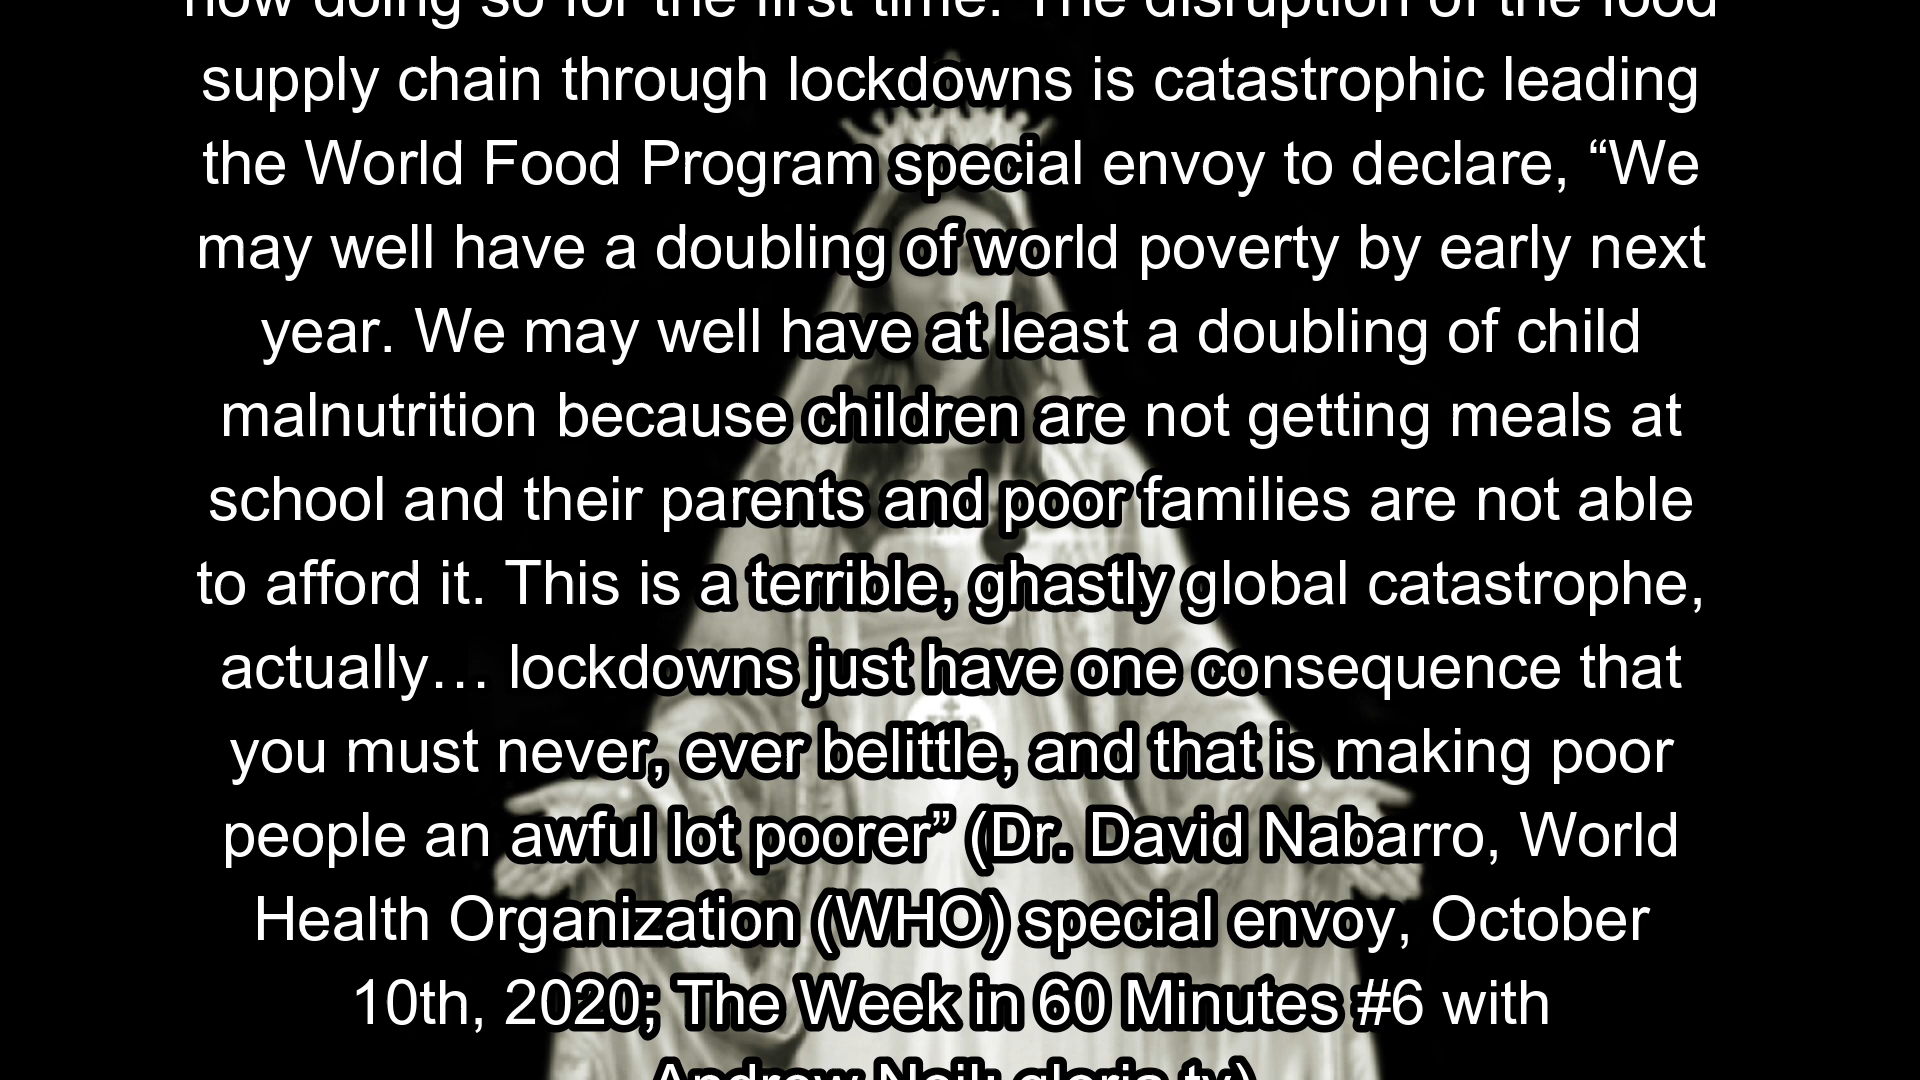 now doing so for the first time. The disruption of the food
supply chain through lockdowns is catastrophic leading
the World Food Program special envoy to declare, “We
may well have a doubling of world poverty by early next
year. We may well have at least a doubling of child
malnutrition because children are not getting meals at
school and their parents and poor families are not able
to afford it. This is a terrible, ghastly global catastrophe,
actually… lockdowns just have one consequence that
you must never, ever belittle, and that is making poor
people an awful lot poorer” (Dr. David Nabarro, World
Health Organization (WHO) special envoy, October
10th, 2020; The Week in 60 Minutes #6 with
Andrew Neil; gloria.tv)